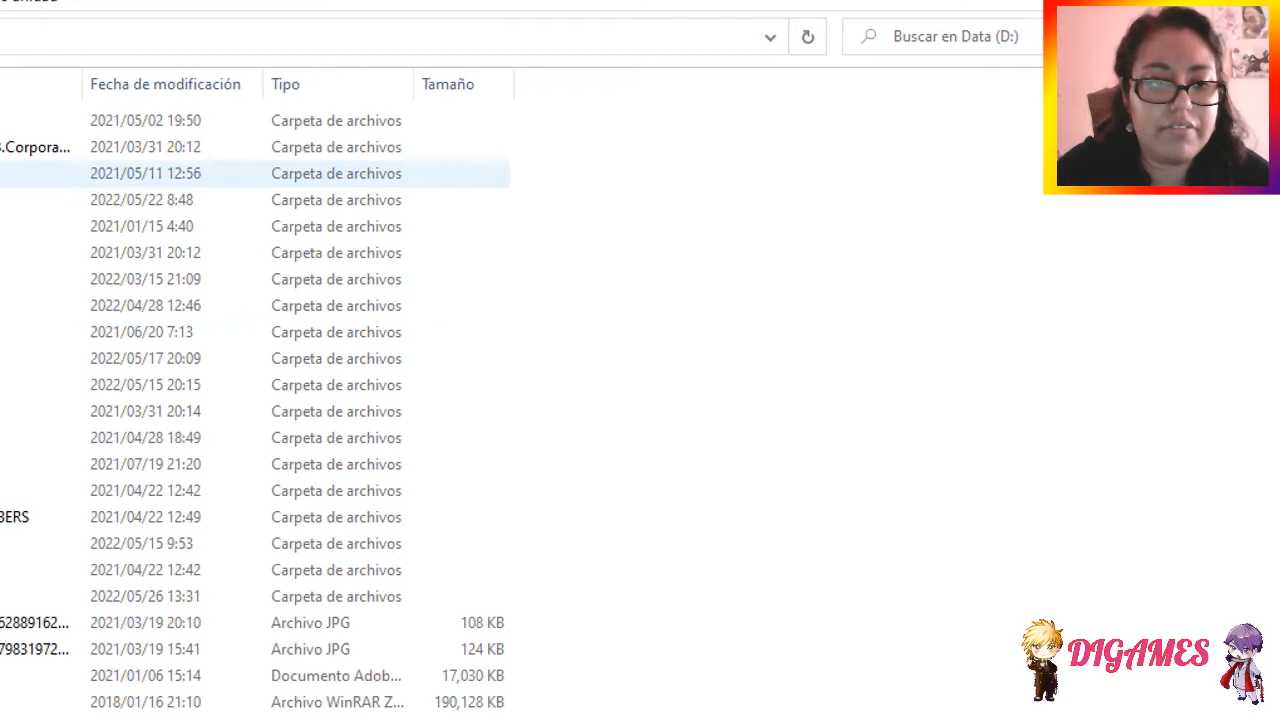 Buscar en Data (D:)
Fecha de modificación Tipo Tamaño
2021/05/02 19:50 Carpeta de archivos
.Corpora... 2021/03/31 20:12 Carpeta de archivos
2021/05/11 12:56 Carpeta de archivos
2022/05/22 8:48 Carpeta de archivos
2021/01/15 4:40 Carpeta de archivos
2021/03/31 20:12 Carpeta de archivos
2022/03/15 21:09 Carpeta de archivos
2022/04/28 12:46 Carpeta de archivos
2021/06/20 7:13 Carpeta de archivos
2022/05/17 20:09 Carpeta de archivos
2022/05/15 20:15 Carpeta de archivos
2021/03/31 20:14 Carpeta de archivos
2021/04/28 18:49 Carpeta de archivos
2021/07/19 21:20 Carpeta de archivos
2021/04/22 12:42 Carpeta de archivos
BERS 2021/04/22 12:49 Carpeta de archivos
2022/05/15 9:53 Carpeta de archivos
2021/04/22 12:42 Carpeta de archivos
2022/05/26 13:31 Carpeta de archivos
62889162... 2021/03/19 20:10 Archivo JPG 108 KB
79831972... 2021/03/19 15:41 Archivo JPG 124 KB
2021/01/06 15:14 Documento Adob... 17,030 KB
2018/01/16 21:10 Archivo WinRAR Z... 190,128 KB
DIGAMES